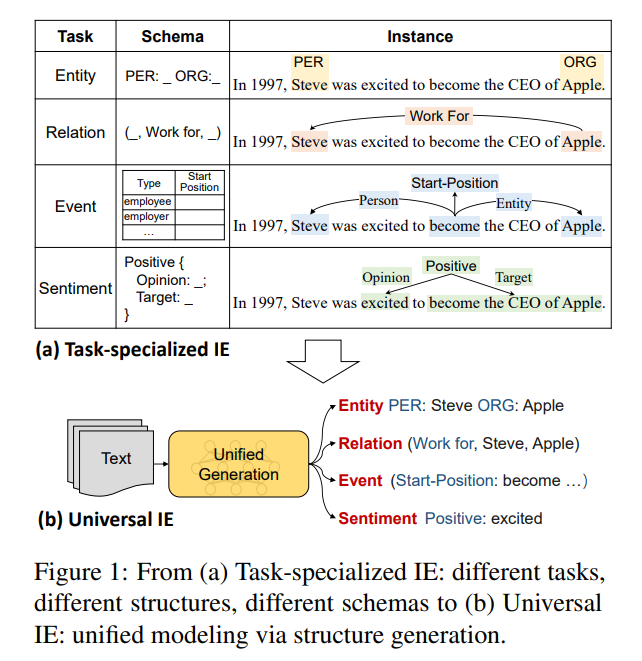 Task Schema Instance
PER ORG
Entity PER: _ ORG:_ In 1997, Steve was excited to become the CEO of Apple.
Work For
Relation (_, Work for, _) In 1997, Steve was excited to become the CEO of Apple.
Event
Type Start Position
employee
employer
...
Start-Position
Person Entity
In 1997, Steve was excited to become the CEO of Apple.
Sentiment
Positive {
Opinion: _;
Target: _
}
Positive
Opinion Target
In 1997, Steve was excited to become the CEO of Apple.
(a) Task-specialized IE
Text
Unified
Generation
Entity PER: Steve ORG: Apple
Relation (Work for, Steve, Apple)
Event (Start-Position: become ...)
Sentiment Positive: excited
(b) Universal IE
Figure 1: From (a) Task-specialized IE: different tasks,
different structures, different schemas to (b) Universal
IE: unified modeling via structure generation.